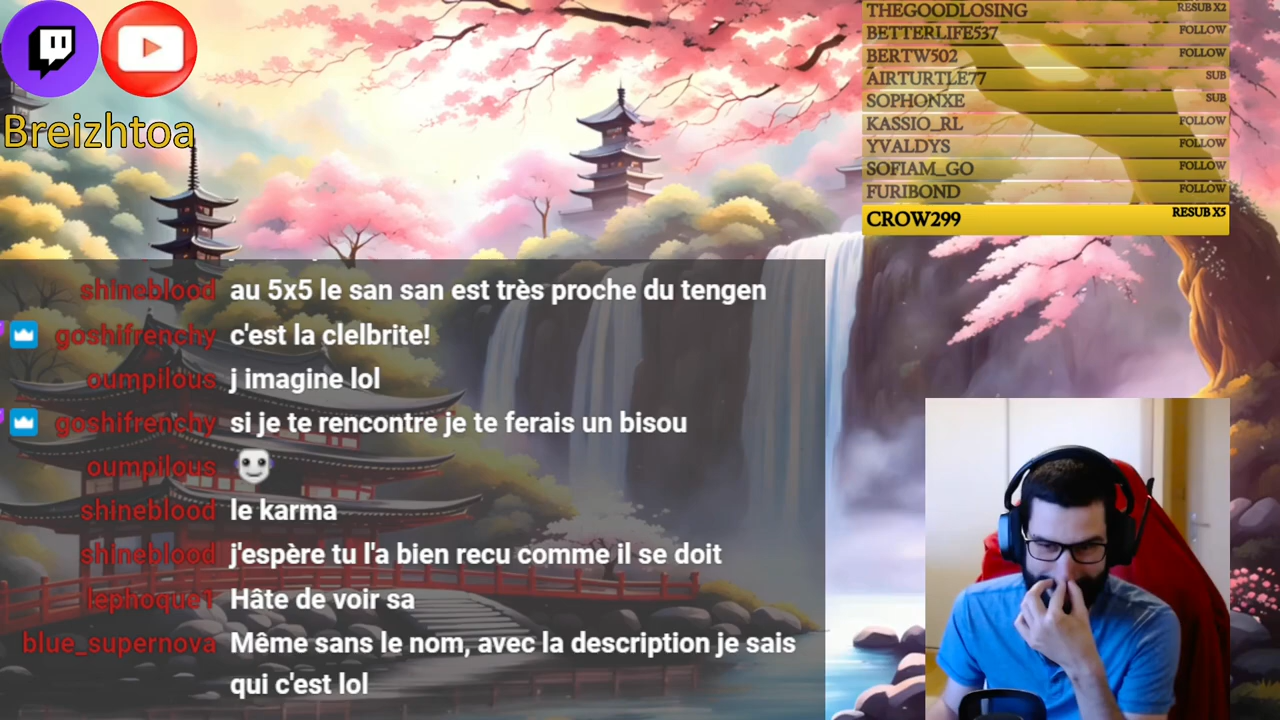 Breizhtoa
THEGOODLOSING RESUB X2
BETTERLIFE537 FOLLOW
BERTW502 FOLLOW
AIRTURTLE77 SUB
SOPHONXE SUB
KASSIO_RL FOLLOW
YVALDYS FOLLOW
SOFIAM_GO FOLLOW
FURIBOND FOLLOW
CROW299 RESUB X5
shineblood au 5x5 le san san est très proche du tengen
goshifrenchy c'est la clelbrite!
oumpilous j imagine lol
goshifrenchy si je te rencontre je te ferais un bisou
oumpilous
shineblood le karma
shineblood j'espère tu l'a bien recu comme il se doit
lephoque1 Hâte de voir sa
blue_supernova Même sans le nom, avec la description je sais
qui c'est lol